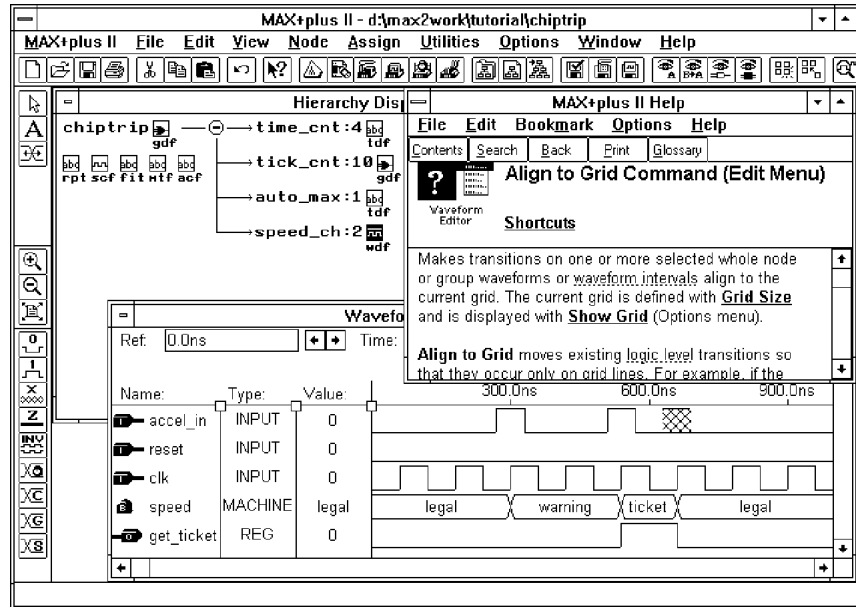 MAX+plus II - d:\max2work\tutorial\chiptrip
MAX+plus II File Edit View Node Assign Utilities Options Window Help
Hierarchy Disp
chiptrip gdf
rpt scf fit htf acf
time_cnt:4 tdf
tick_cnt:10 gdf
auto_max:1 tdf
speed_ch:2 wdf
MAX+plus II Help
File Edit Bookmark Options Help
Contents Search Back Print Glossary
Align to Grid Command (Edit Menu)
Waveform
Editor
Shortcuts
Makes transitions on one or more selected whole node
or group waveforms or waveform intervals align to the
current grid. The current grid is defined with Grid Size
and is displayed with Show Grid (Options menu).
Align to Grid moves existing logic level transitions so
that they occur only on grid lines. For example, if the
Wavefo
Ref: 0.0ns Time:
Name: Type: Value: 300.0ns 600.0ns 900.0ns
accel_in INPUT 0
reset INPUT 0
clk INPUT 0
speed MACHINE legal legal warning ticket legal
get_ticket REG 0